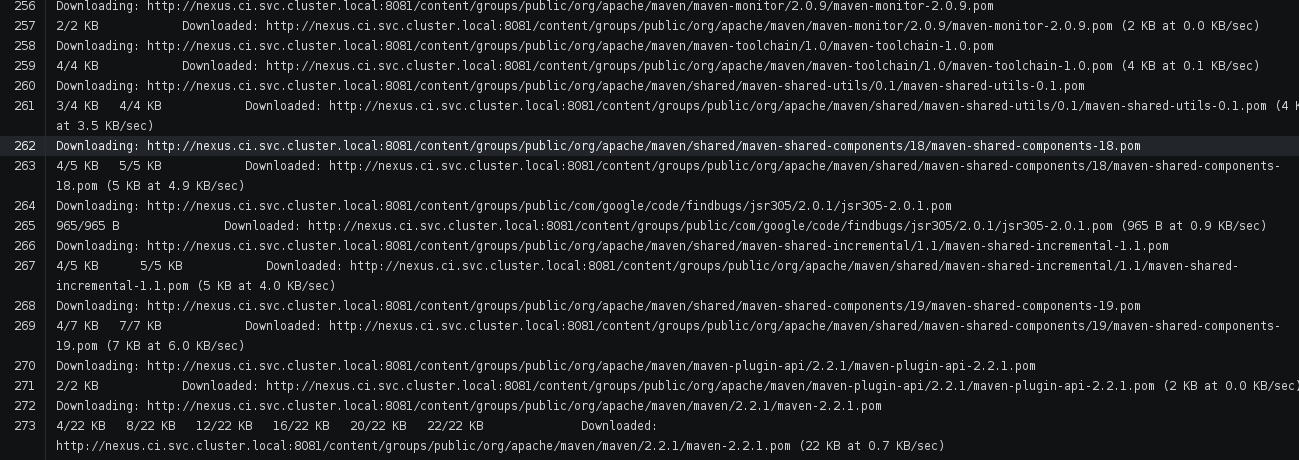 256 Downloading: http://nexus.ci.svc.cluster.local:8081/content/groups/public/org/apache/maven/maven-monitor/2.0.9/maven-monitor-2.0.9.pom
257 2/2 KB Downloaded: http://nexus.ci.svc.cluster.local:8081/content/groups/public/org/apache/maven/maven-monitor/2.0.9/maven-monitor-2.0.9.pom (2 KB at 0.0 KB/sec)
258 Downloading: http://nexus.ci.svc.cluster.local:8081/content/groups/public/org/apache/maven/maven-toolchain/1.0/maven-toolchain-1.0.pom
259 4/4 KB Downloaded: http://nexus.ci.svc.cluster.local:8081/content/groups/public/org/apache/maven/maven-toolchain/1.0/maven-toolchain-1.0.pom (4 KB at 0.1 KB/sec)
260 Downloading: http://nexus.ci.svc.cluster.local:8081/content/groups/public/org/apache/maven/shared/maven-shared-utils/0.1/maven-shared-utils-0.1.pom
261 3/4 KB 4/4 KB Downloaded: http://nexus.ci.svc.cluster.local:8081/content/groups/public/org/apache/maven/shared/maven-shared-utils/0.1/maven-shared-utils-0.1.pom (4 K
at 3.5 KB/sec)
262 Downloading: http://nexus.ci.svc.cluster.local:8081/content/groups/public/org/apache/maven/shared/maven-shared-components/18/maven-shared-components-18.pom
263 4/5 KB 5/5 KB Downloaded: http://nexus.ci.svc.cluster.local:8081/content/groups/public/org/apache/maven/shared/maven-shared-components/18/maven-shared-components-
18.pom (5 KB at 4.9 KB/sec)
264 Downloading: http://nexus.ci.svc.cluster.local:8081/content/groups/public/com/google/code/findbugs/jsr305/2.0.1/jsr305-2.0.1.pom
265 965/965 B Downloaded: http://nexus.ci.svc.cluster.local:8081/content/groups/public/com/google/code/findbugs/jsr305/2.0.1/jsr305-2.0.1.pom (965 B at 0.9 KB/sec)
266 Downloading: http://nexus.ci.svc.cluster.local:8081/content/groups/public/org/apache/maven/shared/maven-shared-incremental/1.1/maven-shared-incremental-1.1.pom
267 4/5 KB 5/5 KB Downloaded: http://nexus.ci.svc.cluster.local:8081/content/groups/public/org/apache/maven/shared/maven-shared-incremental/1.1/maven-shared-
incremental-1.1.pom (5 KB at 4.0 KB/sec)
268 Downloading: http://nexus.ci.svc.cluster.local:8081/content/groups/public/org/apache/maven/shared/maven-shared-components/19/maven-shared-components-19.pom
269 4/7 KB 7/7 KB Downloaded: http://nexus.ci.svc.cluster.local:8081/content/groups/public/org/apache/maven/shared/maven-shared-components/19/maven-shared-components-
19.pom (7 KB at 6.0 KB/sec)
270 Downloading: http://nexus.ci.svc.cluster.local:8081/content/groups/public/org/apache/maven/maven-plugin-api/2.2.1/maven-plugin-api-2.2.1.pom
271 2/2 KB Downloaded: http://nexus.ci.svc.cluster.local:8081/content/groups/public/org/apache/maven/maven-plugin-api/2.2.1/maven-plugin-api-2.2.1.pom (2 KB at 0.0 KB/sec)
272 Downloading: http://nexus.ci.svc.cluster.local:8081/content/groups/public/org/apache/maven/maven/2.2.1/maven-2.2.1.pom
273 4/22 KB 8/22 KB 12/22 KB 16/22 KB 20/22 KB 22/22 KB Downloaded:
http://nexus.ci.svc.cluster.local:8081/content/groups/public/org/apache/maven/maven/2.2.1/maven-2.2.1.pom (22 KB at 0.7 KB/sec)